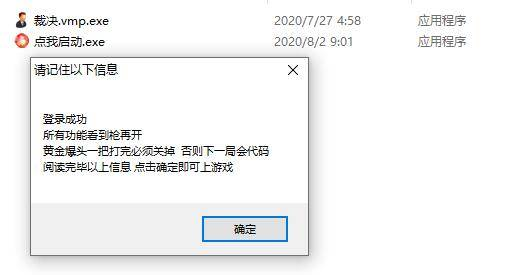 裁决.vmp.exe 2020/7/27 4:58 应用程序
点我启动.exe 2020/8/2 9:01 应用程序
请记住以下信息
登录成功
所有功能看到枪再开
黄金爆头一把打完必须关掉 否则下一局会代码
阅读完毕以上信息 点击确定即可上游戏
确定